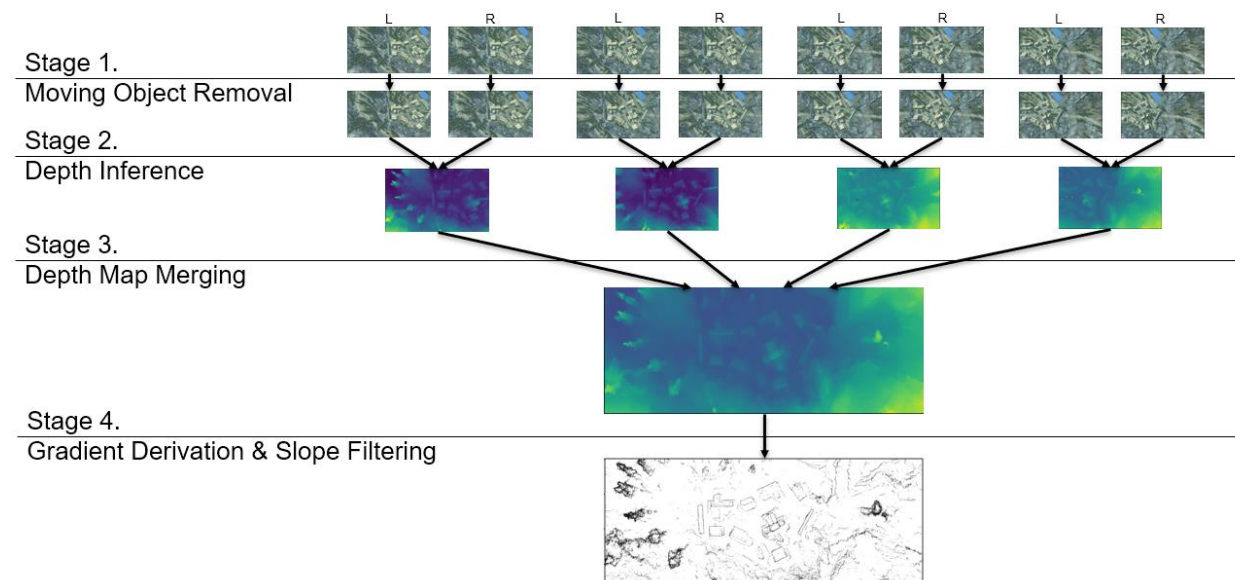 L R L R L R L R
Stage 1.
Moving Object Removal
Stage 2.
Depth Inference
Stage 3.
Depth Map Merging
Stage 4.
Gradient Derivation & Slope Filtering